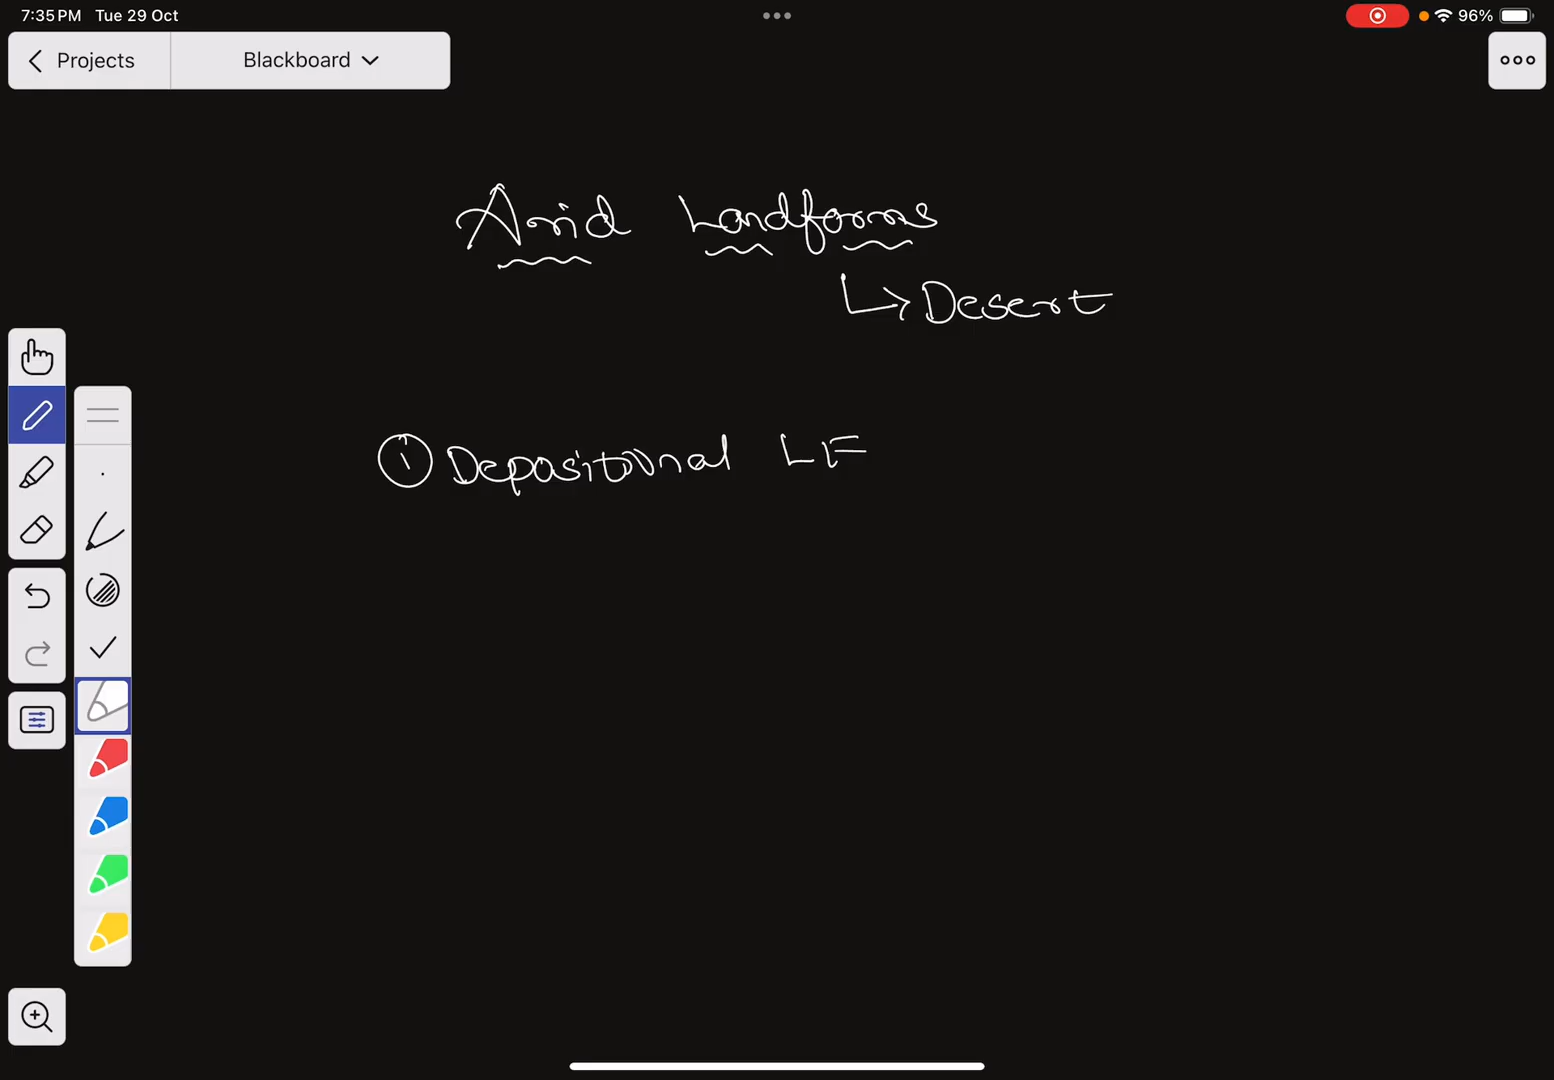 7:35 PM Tue 29 Oct
96%
Projects
Blackboard
Arid Landforms
↳ Desert
① Depositional LF